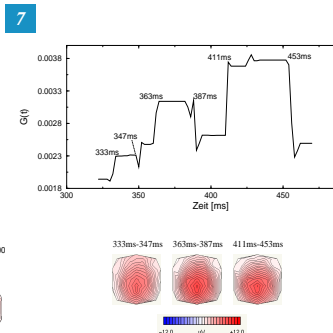 7
0.0038
0.0033
0.0028
0.0023
0.0018
G(t)
333ms
347ms
363ms
387ms
411ms
453ms
300
350
400
450
Zeit [ms]
00
333ms-347ms 363ms-387ms 411ms-453ms
-12.0 µV +12.0